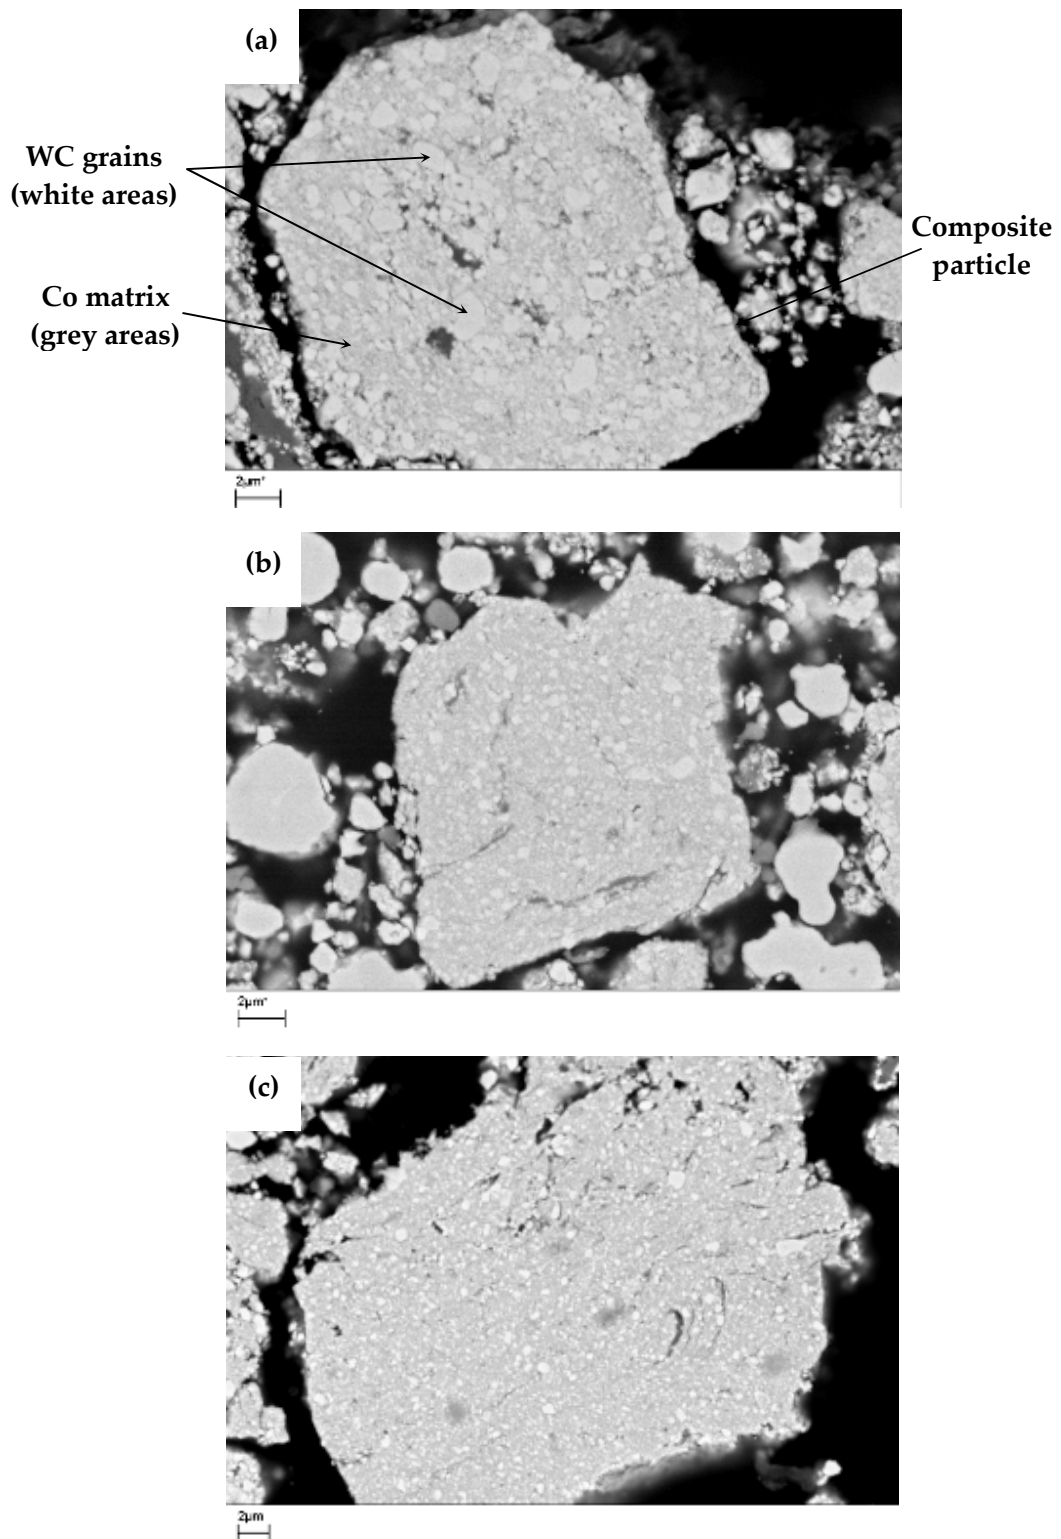 (a)
WC grains
(white areas)
Composite
particle
Co matrix
(grey areas)
2µm*
(b)
2µm*
(c)
2µm